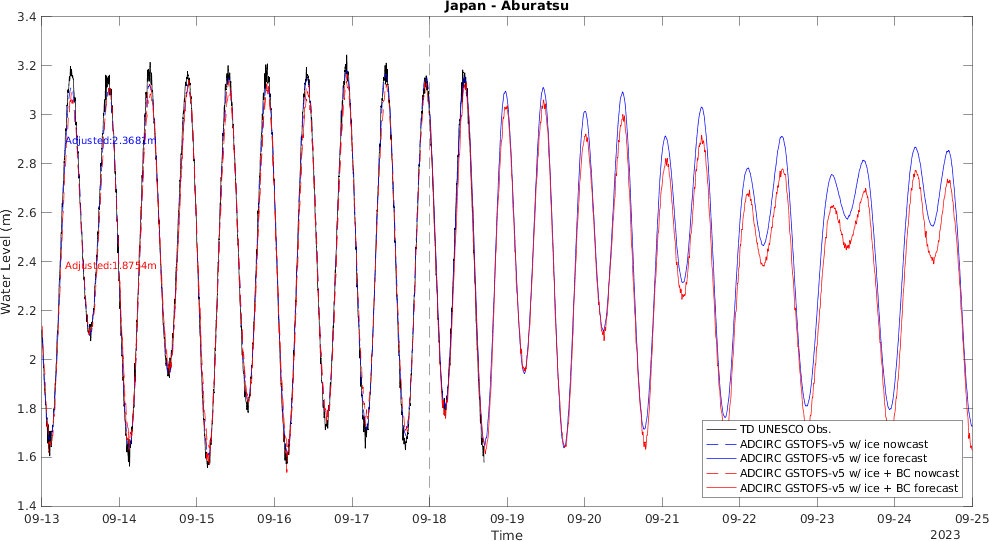 Japan - Aburatsu
3.4
3.2
3
2.8
2.6
2.4
2.2
2
1.8
1.6
1.4
Water Level (m)
Adjusted:2.3687m
Adjusted:1.8754m
TD UNESCO Obs.
ADCIRC GSTOFS-v5 w/ ice nowcast
ADCIRC GSTOFS-v5 w/ ice forecast
ADCIRC GSTOFS-v5 w/ ice + BC nowcast
ADCIRC GSTOFS-v5 w/ ice + BC forecast
09-13 09-14 09-15 09-16 09-17 09-18 09-19 09-20 09-21 09-22 09-23 09-24 09-25
Time
2023